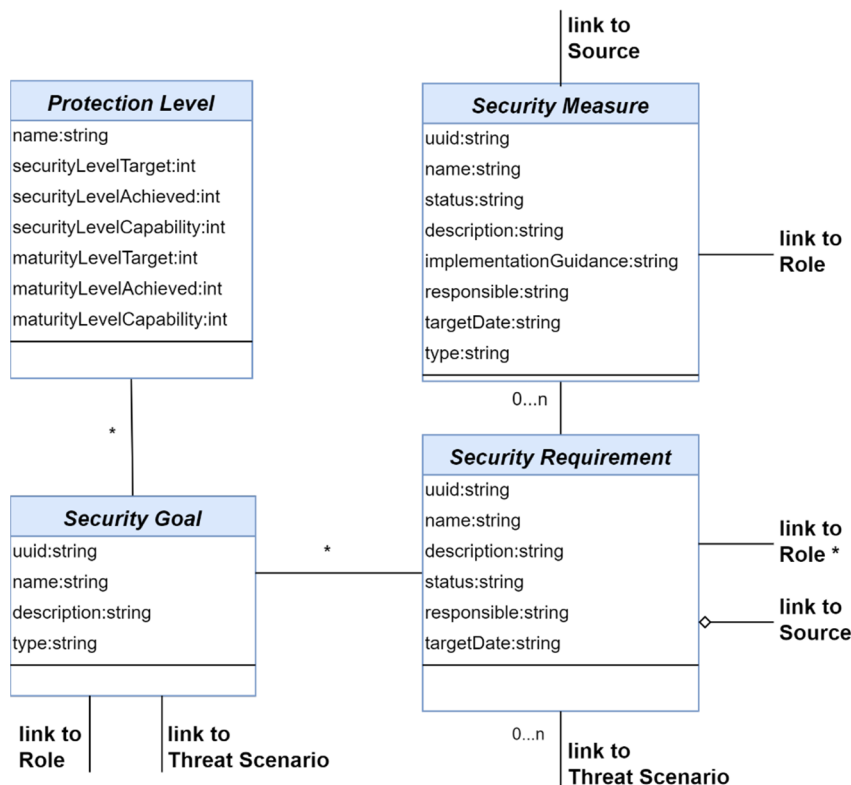 link to
Source
Protection Level
name:string
securityLevelTarget:int
securityLevelAchieved:int
securityLevelCapability:int
maturityLevelTarget:int
maturityLevelAchieved:int
maturityLevelCapability:int
Security Measure
uuid:string
name:string
status:string
description:string
implementationGuidance:string
responsible:string
targetDate:string
type:string
link to
Role
*
0...n
Security Goal
uuid:string
name:string
description:string
type:string
*
Security Requirement
uuid:string
name:string
description:string
status:string
responsible:string
targetDate:string
link to
Role *
link to
Source
link to
Role
link to
Threat Scenario
0...n
link to
Threat Scenario